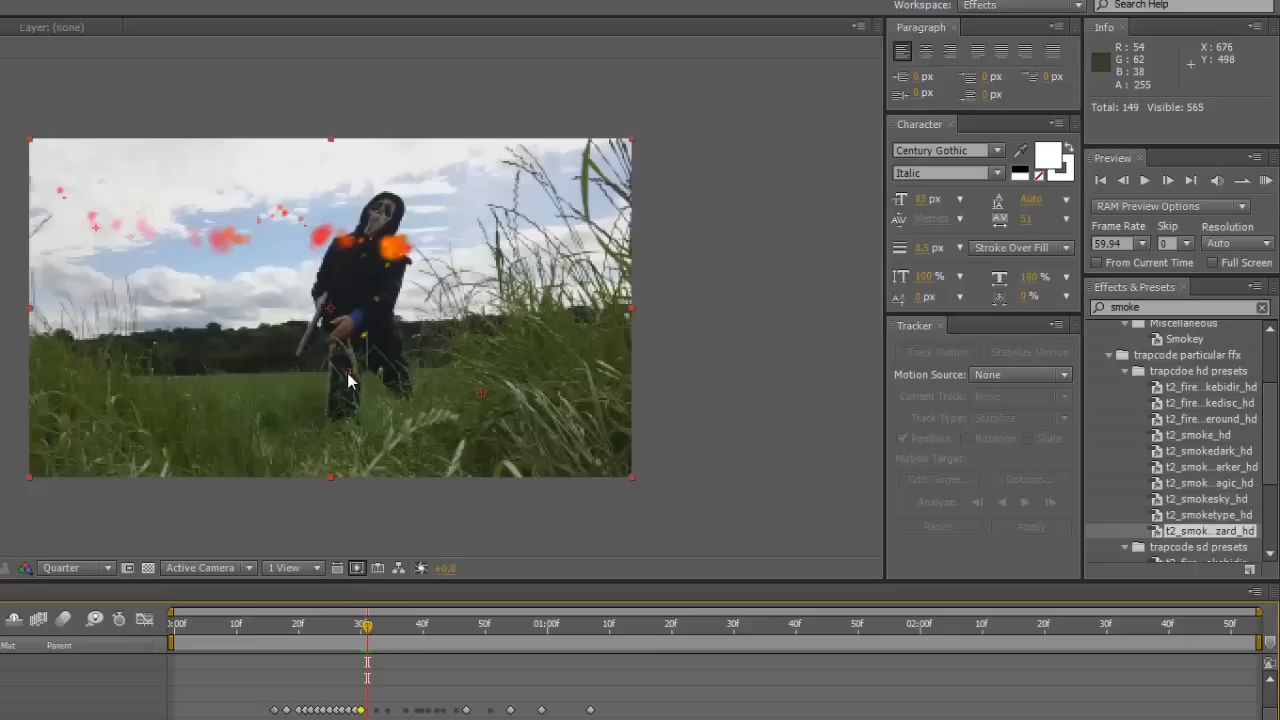 Workspace: Effects Search Help
Layer: (none)
Paragraph
0 px 0 px 0 px
0 px 0 px
Info
R : 54 X : 676
G : 62 Y : 498
B : 38
A : 255
Total: 149 Visible: 565
Character
Century Gothic
Italic
83 px Auto
Metrics 51
0.5 px Stroke Over Fill
100 % 100 %
0 px 0 %
Preview
RAM Preview Options
Frame Rate Skip Resolution
59.94 0 Auto
From Current Time Full Screen
Effects & Presets
smoke
Miscellaneous
Smokey
trapcode particular ffx
trapcdoe hd presets
t2_fire...kebidir_hd
t2_fire...kedisc_hd
t2_fire...eround_hd
t2_smoke_hd
t2_smokedark_hd
t2_smok...arker_hd
t2_smok...agic_hd
t2_smokesky_hd
t2_smoketype_hd
t2_smok...zard_hd
trapcode sd presets
Tracker
Track Motion Stabilize Motion
Motion Source: None
Current Track: None
Track Type: Stabilize
Position Rotation Scale
Motion Target:
Edit Target... Options...
Analyze:
Reset Apply
Quarter Active Camera 1 View +0.0
:00f 10f 20f 30f 40f 50f 01:00f 10f 20f 30f 40f 50f 02:00f 10f 20f 30f 40f 50f
Mat Parent